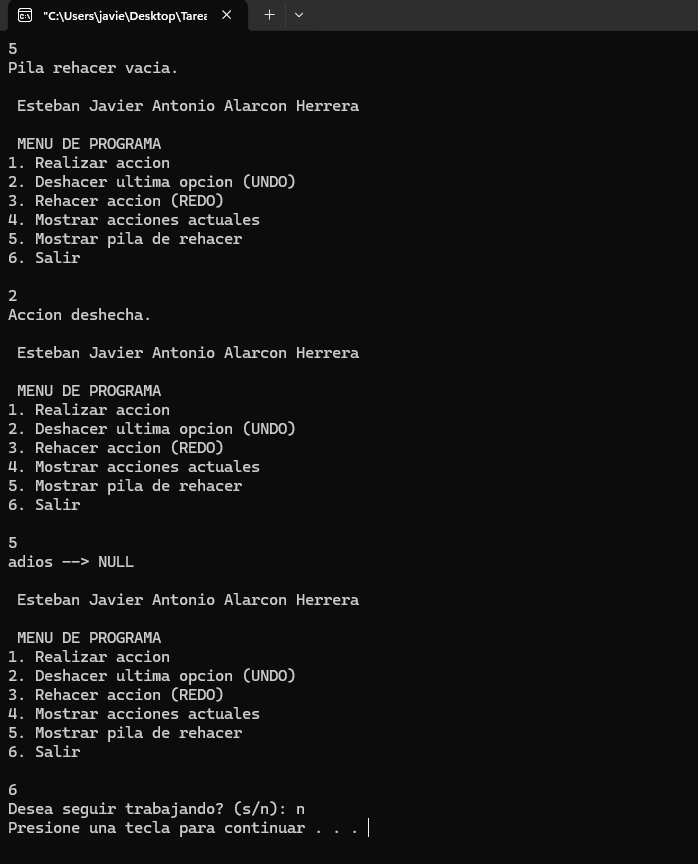 "C:\Users\javie\Desktop\Tarea
5
Pila rehacer vacia.
Esteban Javier Antonio Alarcon Herrera
MENU DE PROGRAMA
1. Realizar accion
2. Deshacer ultima opcion (UNDO)
3. Rehacer accion (REDO)
4. Mostrar acciones actuales
5. Mostrar pila de rehacer
6. Salir
2
Accion deshecha.
Esteban Javier Antonio Alarcon Herrera
MENU DE PROGRAMA
1. Realizar accion
2. Deshacer ultima opcion (UNDO)
3. Rehacer accion (REDO)
4. Mostrar acciones actuales
5. Mostrar pila de rehacer
6. Salir
5
adios --> NULL
Esteban Javier Antonio Alarcon Herrera
MENU DE PROGRAMA
1. Realizar accion
2. Deshacer ultima opcion (UNDO)
3. Rehacer accion (REDO)
4. Mostrar acciones actuales
5. Mostrar pila de rehacer
6. Salir
6
Desea seguir trabajando? (s/n): n
Presione una tecla para continuar . . .